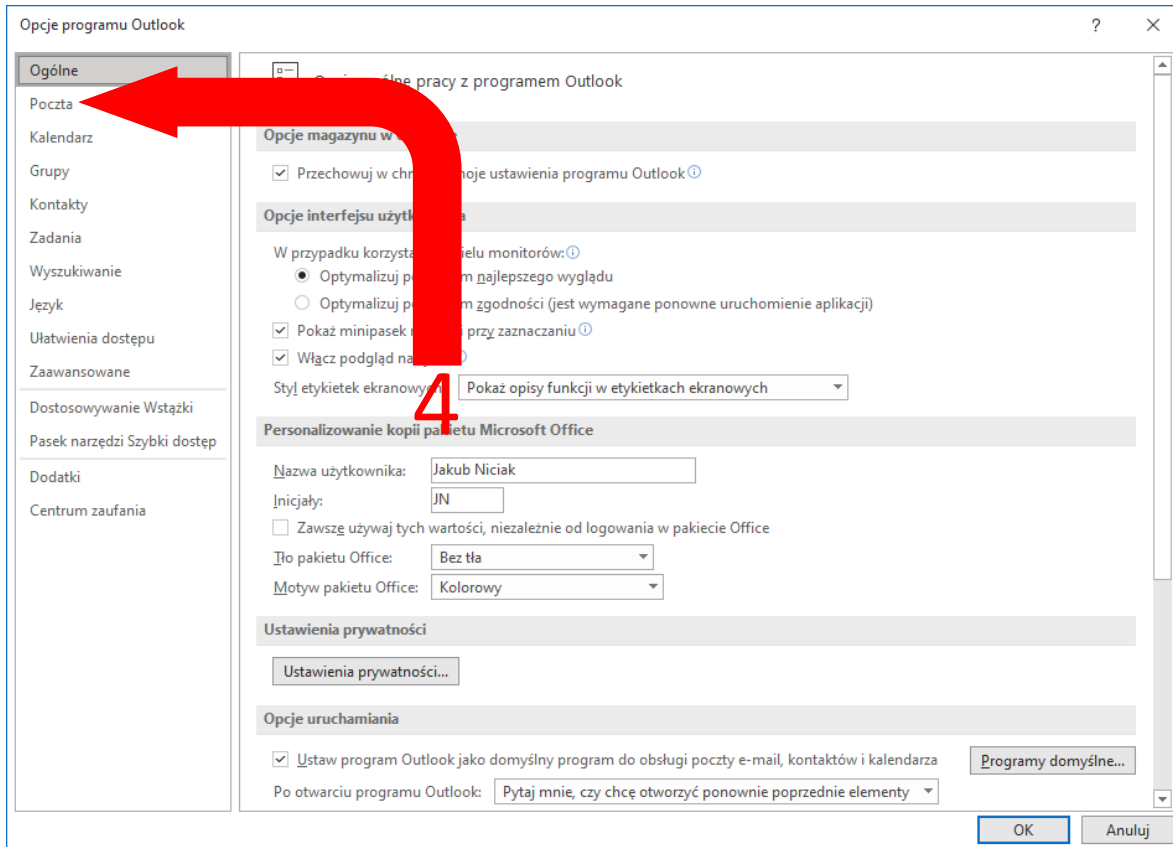 Opcje programu Outlook
?
Ogólne
Poczta
Kalendarz
Grupy
Kontakty
Zadania
Wyszukiwanie
Język
Ułatwienia dostępu
Zaawansowane
Dostosowywanie Wstążki
Pasek narzędzi Szybki dostęp
Dodatki
Centrum zaufania
pracy z programem Outlook
Opcje magazynu w
Przechowuj w moje ustawienia programu Outlook
Opcje interfejsu
W przypadku wielu monitorów:
Optymalizuj najlepszego wyglądu
Optymalizuj zgodności (jest wymagane ponowne uruchomienie aplikacji)
Pokaż minipasek przy zaznaczaniu
Włącz podgląd na
Styl etykietek ekranowych
Pokaż opisy funkcji w etykietkach ekranowych
4
Personalizowanie kopii pakietu Microsoft Office
Nazwa użytkownika: Jakub Niciak
Inicjały: JN
Zawsze używaj tych wartości, niezależnie od logowania w pakiecie Office
Tło pakietu Office: Bez tła
Motyw pakietu Office: Kolorowy
Ustawienia prywatności
Ustawienia prywatności...
Opcje uruchamiania
Ustaw program Outlook jako domyślny program do obsługi poczty e-mail, kontaktów i kalendarza
Programy domyślne...
Po otwarciu programu Outlook: Pytaj mnie, czy chcę otworzyć ponownie poprzednie elementy
OK
Anuluj